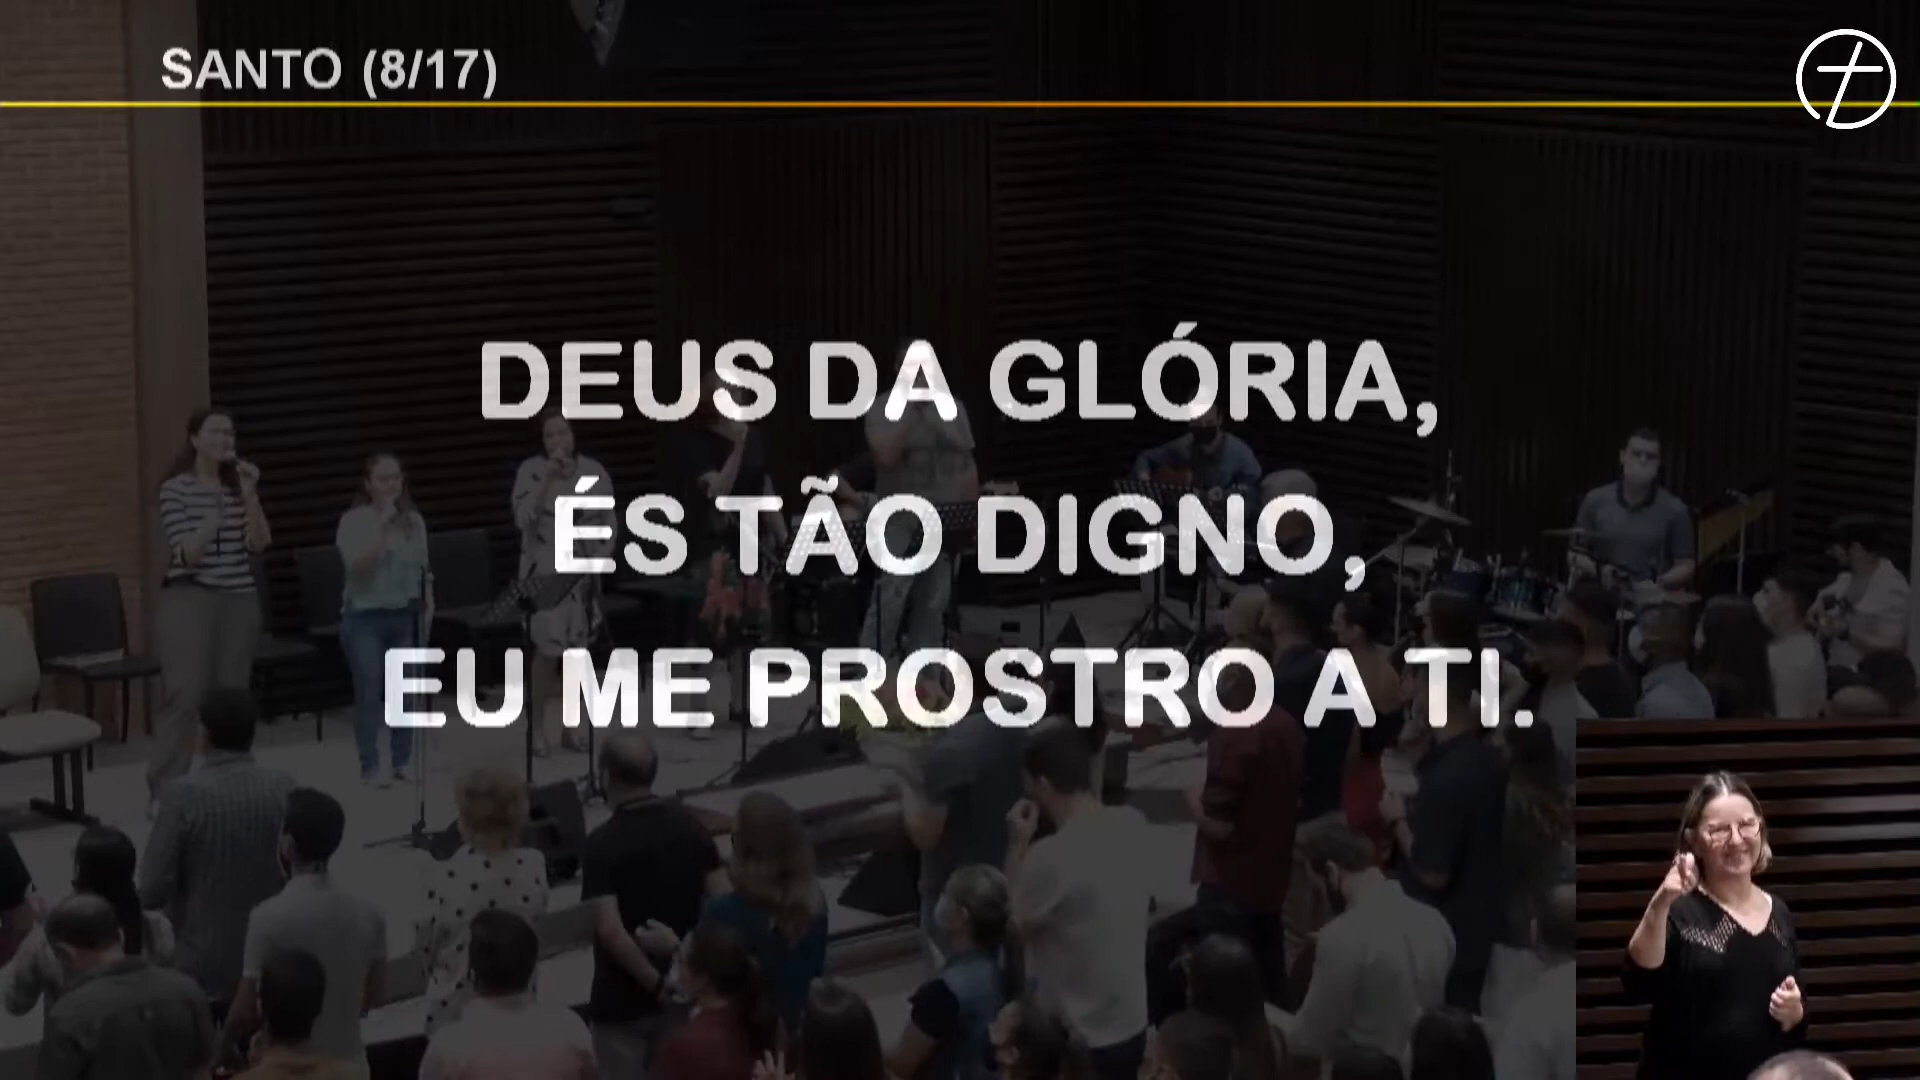 SANTO (8/17)
DEUS DA GLÓRIA,
ÉS TÃO DIGNO,
EU ME PROSTRO A TI.